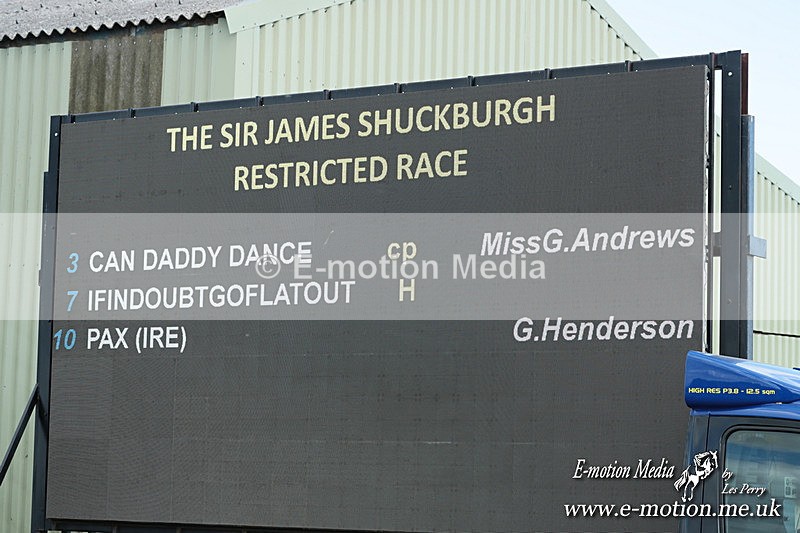 THE SIR JAMES SHUCKBURGH
RESTRICTED RACE
3 CAN DADDY DANCE cp MissG.Andrews
© E-motion Media
7 IFINDOUBTGOFLATOUT H
10 PAX (IRE) G.Henderson
HIGH RES P3.8 - 12.5 sqm
E-motion Media
by
Les Perry
www.e-motion.me.uk